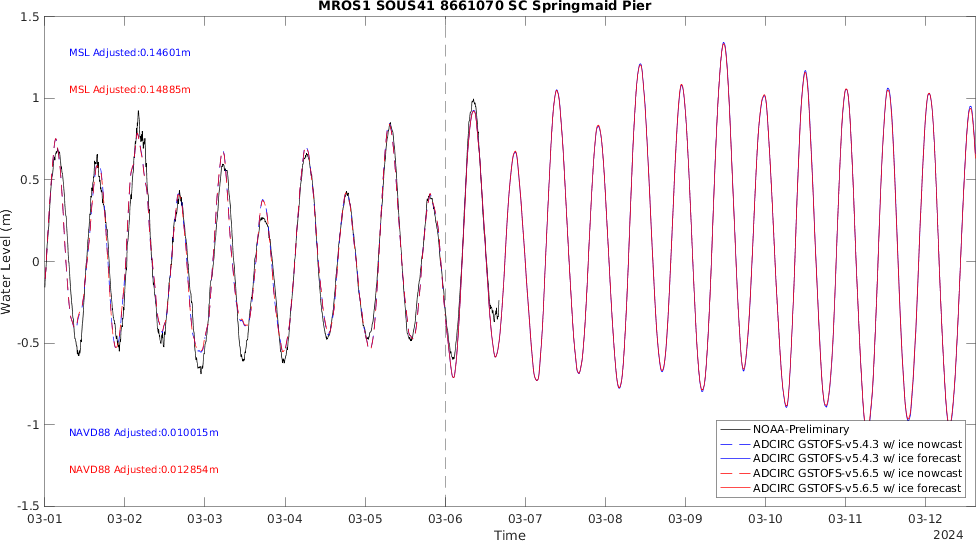 MROS1 SOUS41 8661070 SC Springmaid Pier
1.5
1
0.5
0
-0.5
-1
-1.5
Water Level (m)
MSL Adjusted:0.14601m
MSL Adjusted:0.14885m
NAVD88 Adjusted:0.010015m
NAVD88 Adjusted:0.012854m
NOAA-Preliminary
ADCIRC GSTOFS-v5.4.3 w/ ice nowcast
ADCIRC GSTOFS-v5.4.3 w/ ice forecast
ADCIRC GSTOFS-v5.6.5 w/ ice nowcast
ADCIRC GSTOFS-v5.6.5 w/ ice forecast
03-01 03-02 03-03 03-04 03-05 03-06 03-07 03-08 03-09 03-10 03-11 03-12
Time
2024